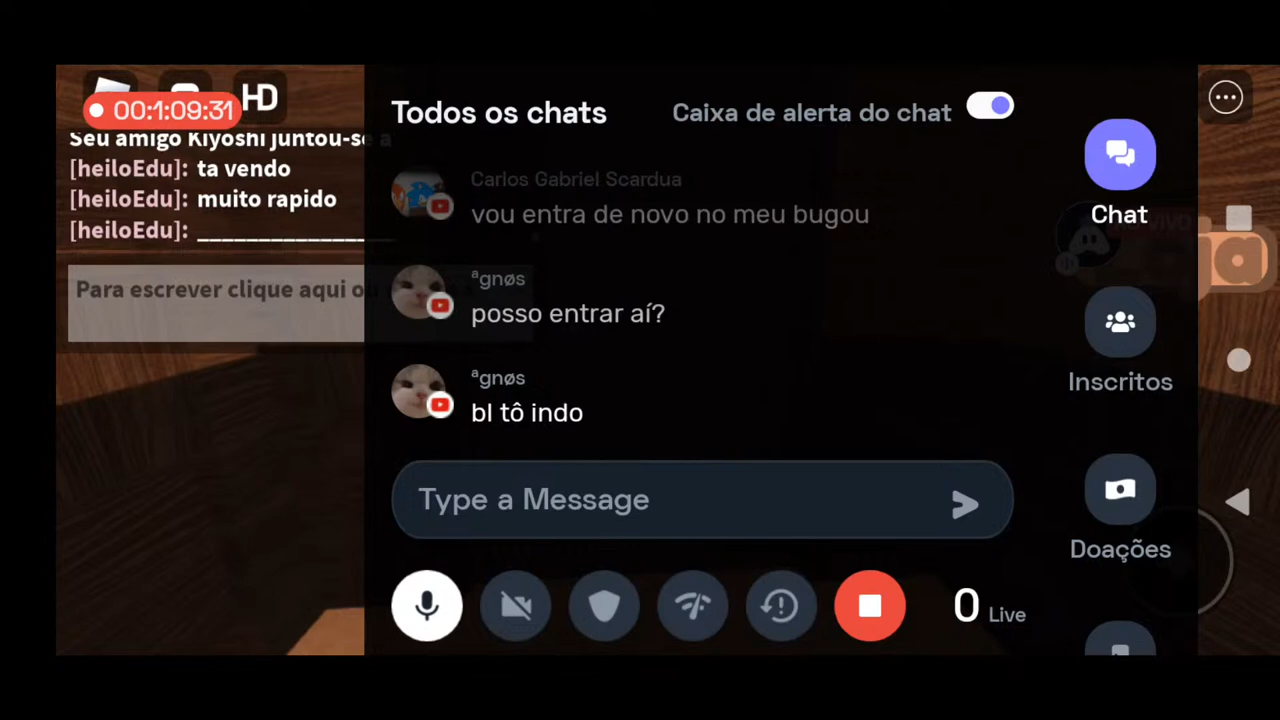 HD
00:1:09:31
Seu amigo Kiyoshi juntou-se a
[heiloEdu]: ta vendo
[heiloEdu]: muito rapido
[heiloEdu]: _________________
Para escrever clique aqui ou
Todos os chats
Caixa de alerta do chat
Carlos Gabriel Scardua
vou entra de novo no meu bugou
ªgnøs
posso entrar aí?
ªgnøs
bl tô indo
Type a Message
0 Live
Chat
Inscritos
Doações